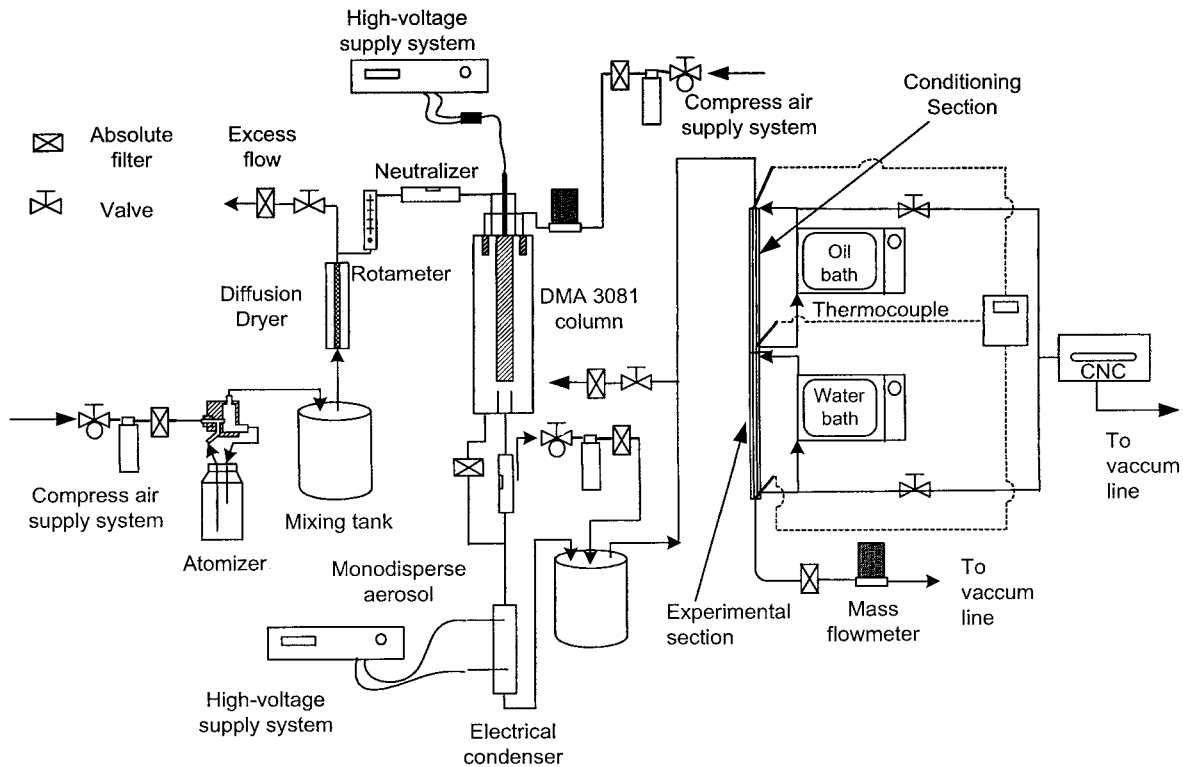 High-voltage
supply system
Compress air
supply system
Conditioning
Section
Absolute
filter
Valve
Excess
flow
Neutralizer
Rotameter
Diffusion
Dryer
DMA 3081
column
Oil
bath
Thermocouple
Water
bath
CNC
To
vaccum
line
Compress air
supply system
Atomizer
Mixing tank
Monodisperse
aerosol
High-voltage
supply system
Electrical
condenser
Experimental
section
Mass
flowmeter
To
vaccum
line